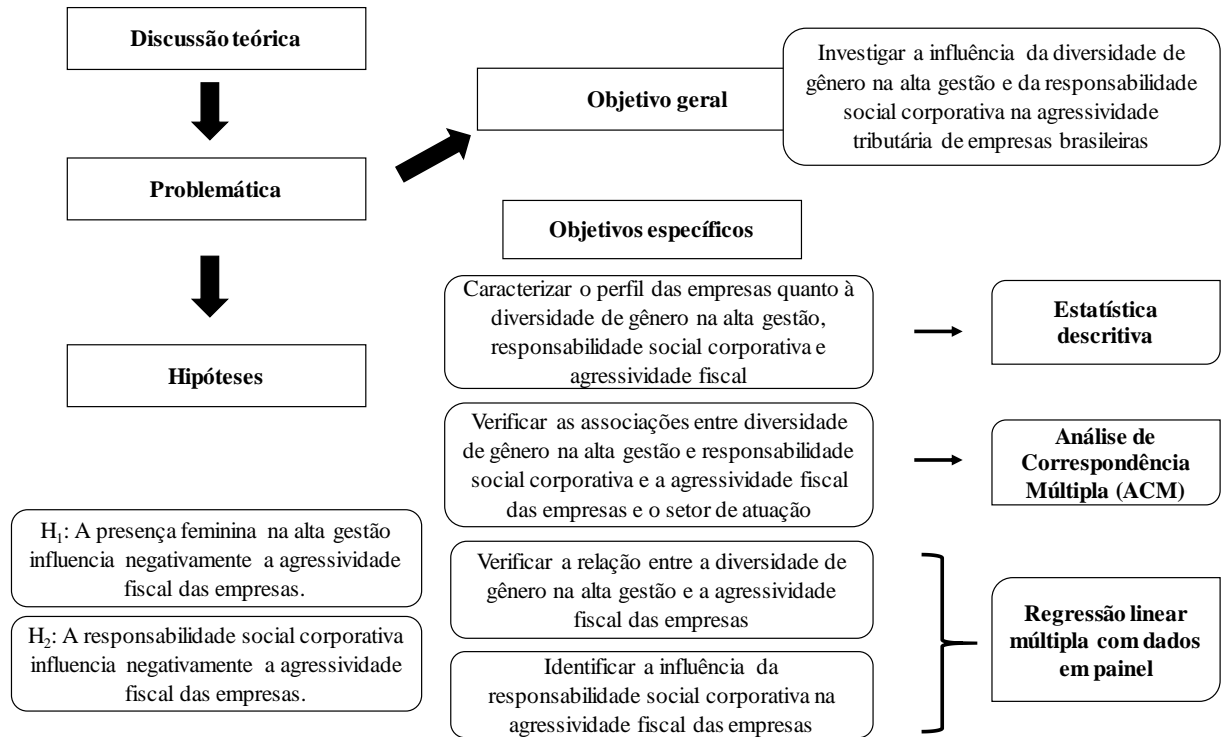 Discussão teórica
Problemática
Hipóteses
H1: A presença feminina na alta gestão
influencia negativamente a agressividade
fiscal das empresas.
H2: A responsabilidade social corporativa
influencia negativamente a agressividade
fiscal das empresas.
Objetivo geral
Investigar a influência da diversidade de
gênero na alta gestão e da responsabilidade
social corporativa na agressividade
tributária de empresas brasileiras
Objetivos específicos
Caracterizar o perfil das empresas quanto à
diversidade de gênero na alta gestão,
responsabilidade social corporativa e
agressividade fiscal
Estatística
descritiva
Verificar as associações entre diversidade
de gênero na alta gestão e responsabilidade
social corporativa e a agressividade fiscal
das empresas e o setor de atuação
Análise de
Correspondência
Múltipla (ACM)
Verificar a relação entre a diversidade de
gênero na alta gestão e a agressividade
fiscal das empresas
Identificar a influência da
responsabilidade social corporativa na
agressividade fiscal das empresas
Regressão linear
múltipla com dados
em painel